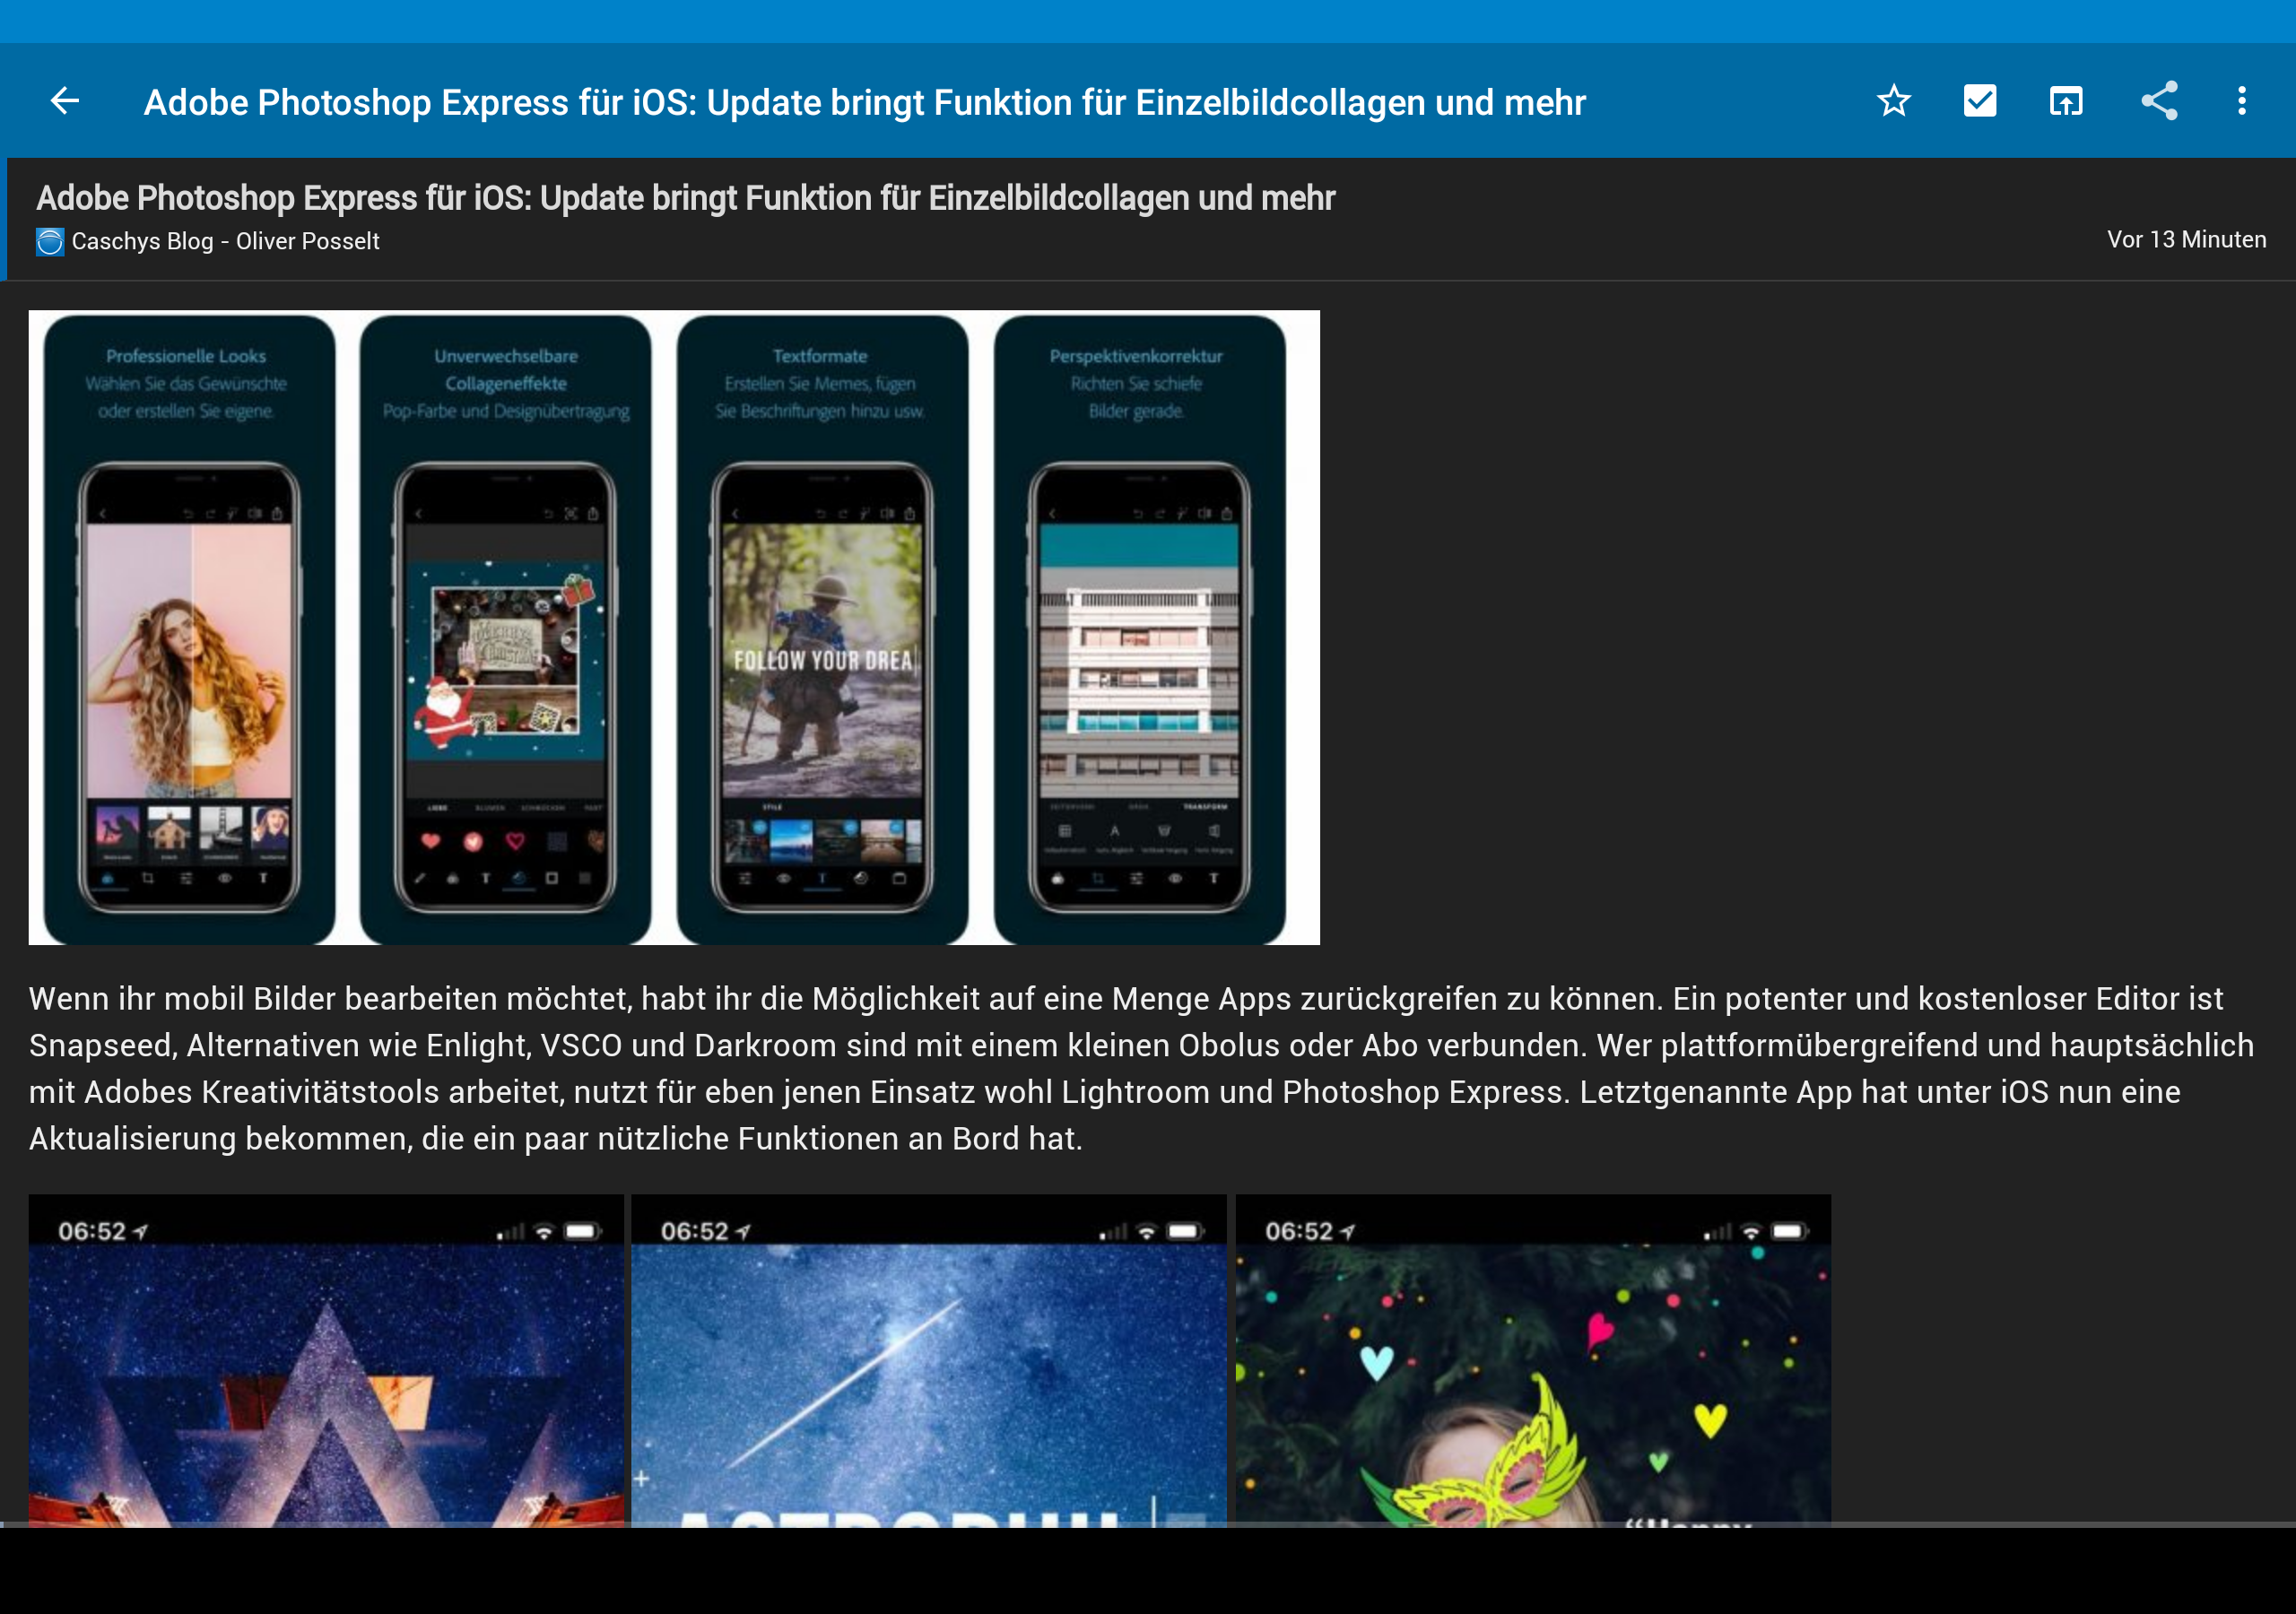 Adobe Photoshop Express für iOS: Update bringt Funktion für Einzelbildcollagen und mehr
Adobe Photoshop Express für iOS: Update bringt Funktion für Einzelbildcollagen und mehr
Caschys Blog - Oliver Posselt
Vor 13 Minuten
Professionelle Looks
Wählen Sie das Gewünschte
oder erstellen Sie eigene.
Unverwechselbare
Collageneffekte
Pop-Farbe und Designübertragung
Textformate
Erstellen Sie Memes, fügen
Sie Beschriftungen hinzu usw.
Perspektivenkorrektur
Richten Sie schiefe
Bilder gerade.
MERRY
CHRISTMAS
FOLLOW YOUR DREA
LIEBE
BLUMEN
SCHMÜCKEN
STYLE
TRANSFORM
Wenn ihr mobil Bilder bearbeiten möchtet, habt ihr die Möglichkeit auf eine Menge Apps zurückgreifen zu können. Ein potenter und kostenloser Editor ist
Snapseed, Alternativen wie Enlight, VSCO und Darkroom sind mit einem kleinen Obolus oder Abo verbunden. Wer plattformübergreifend und hauptsächlich
mit Adobes Kreativitätstools arbeitet, nutzt für eben jenen Einsatz wohl Lightroom und Photoshop Express. Letztgenannte App hat unter iOS nun eine
Aktualisierung bekommen, die ein paar nützliche Funktionen an Bord hat.
06:52
06:52
06:52